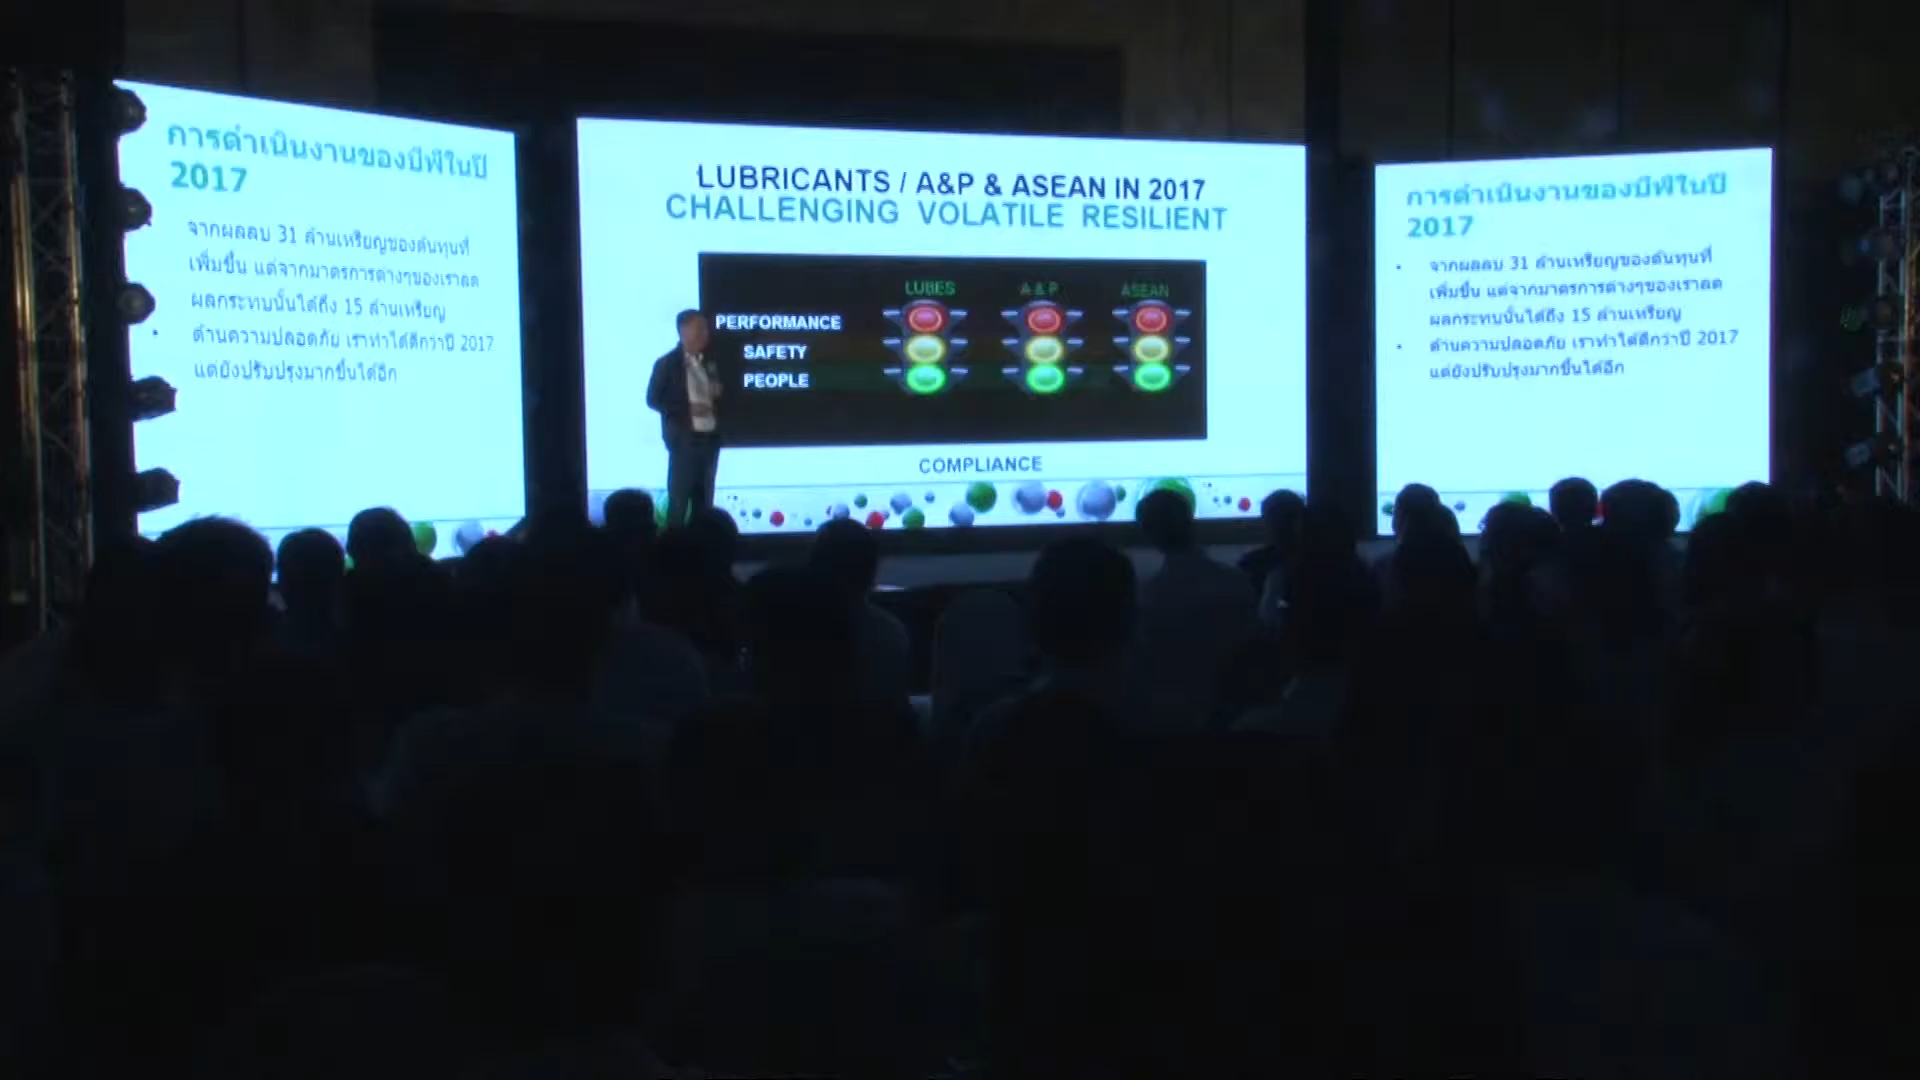 การดำเนินงานของบีพีในปี
2017
จากผลลบ 31 ล้านเหรียญของต้นทุนที่
เพิ่มขึ้น แต่จากมาตรการต่างๆของเราลด
ผลกระทบนั้นได้ถึง 15 ล้านเหรียญ
• ด้านความปลอดภัย เราทำได้ดีกว่าปี 2017
แต่ยังปรับปรุงมากขึ้นได้อีก
LUBRICANTS / A&P & ASEAN IN 2017
CHALLENGING VOLATILE RESILIENT
LUBES A & P ASEAN
PERFORMANCE
SAFETY
PEOPLE
COMPLIANCE
การดำเนินงานของบีพีในปี
2017
• จากผลลบ 31 ล้านเหรียญของต้นทุนที่
เพิ่มขึ้น แต่จากมาตรการต่างๆของเราลด
ผลกระทบนั้นได้ถึง 15 ล้านเหรียญ
• ด้านความปลอดภัย เราทำได้ดีกว่าปี 2017
แต่ยังปรับปรุงมากขึ้นได้อีก